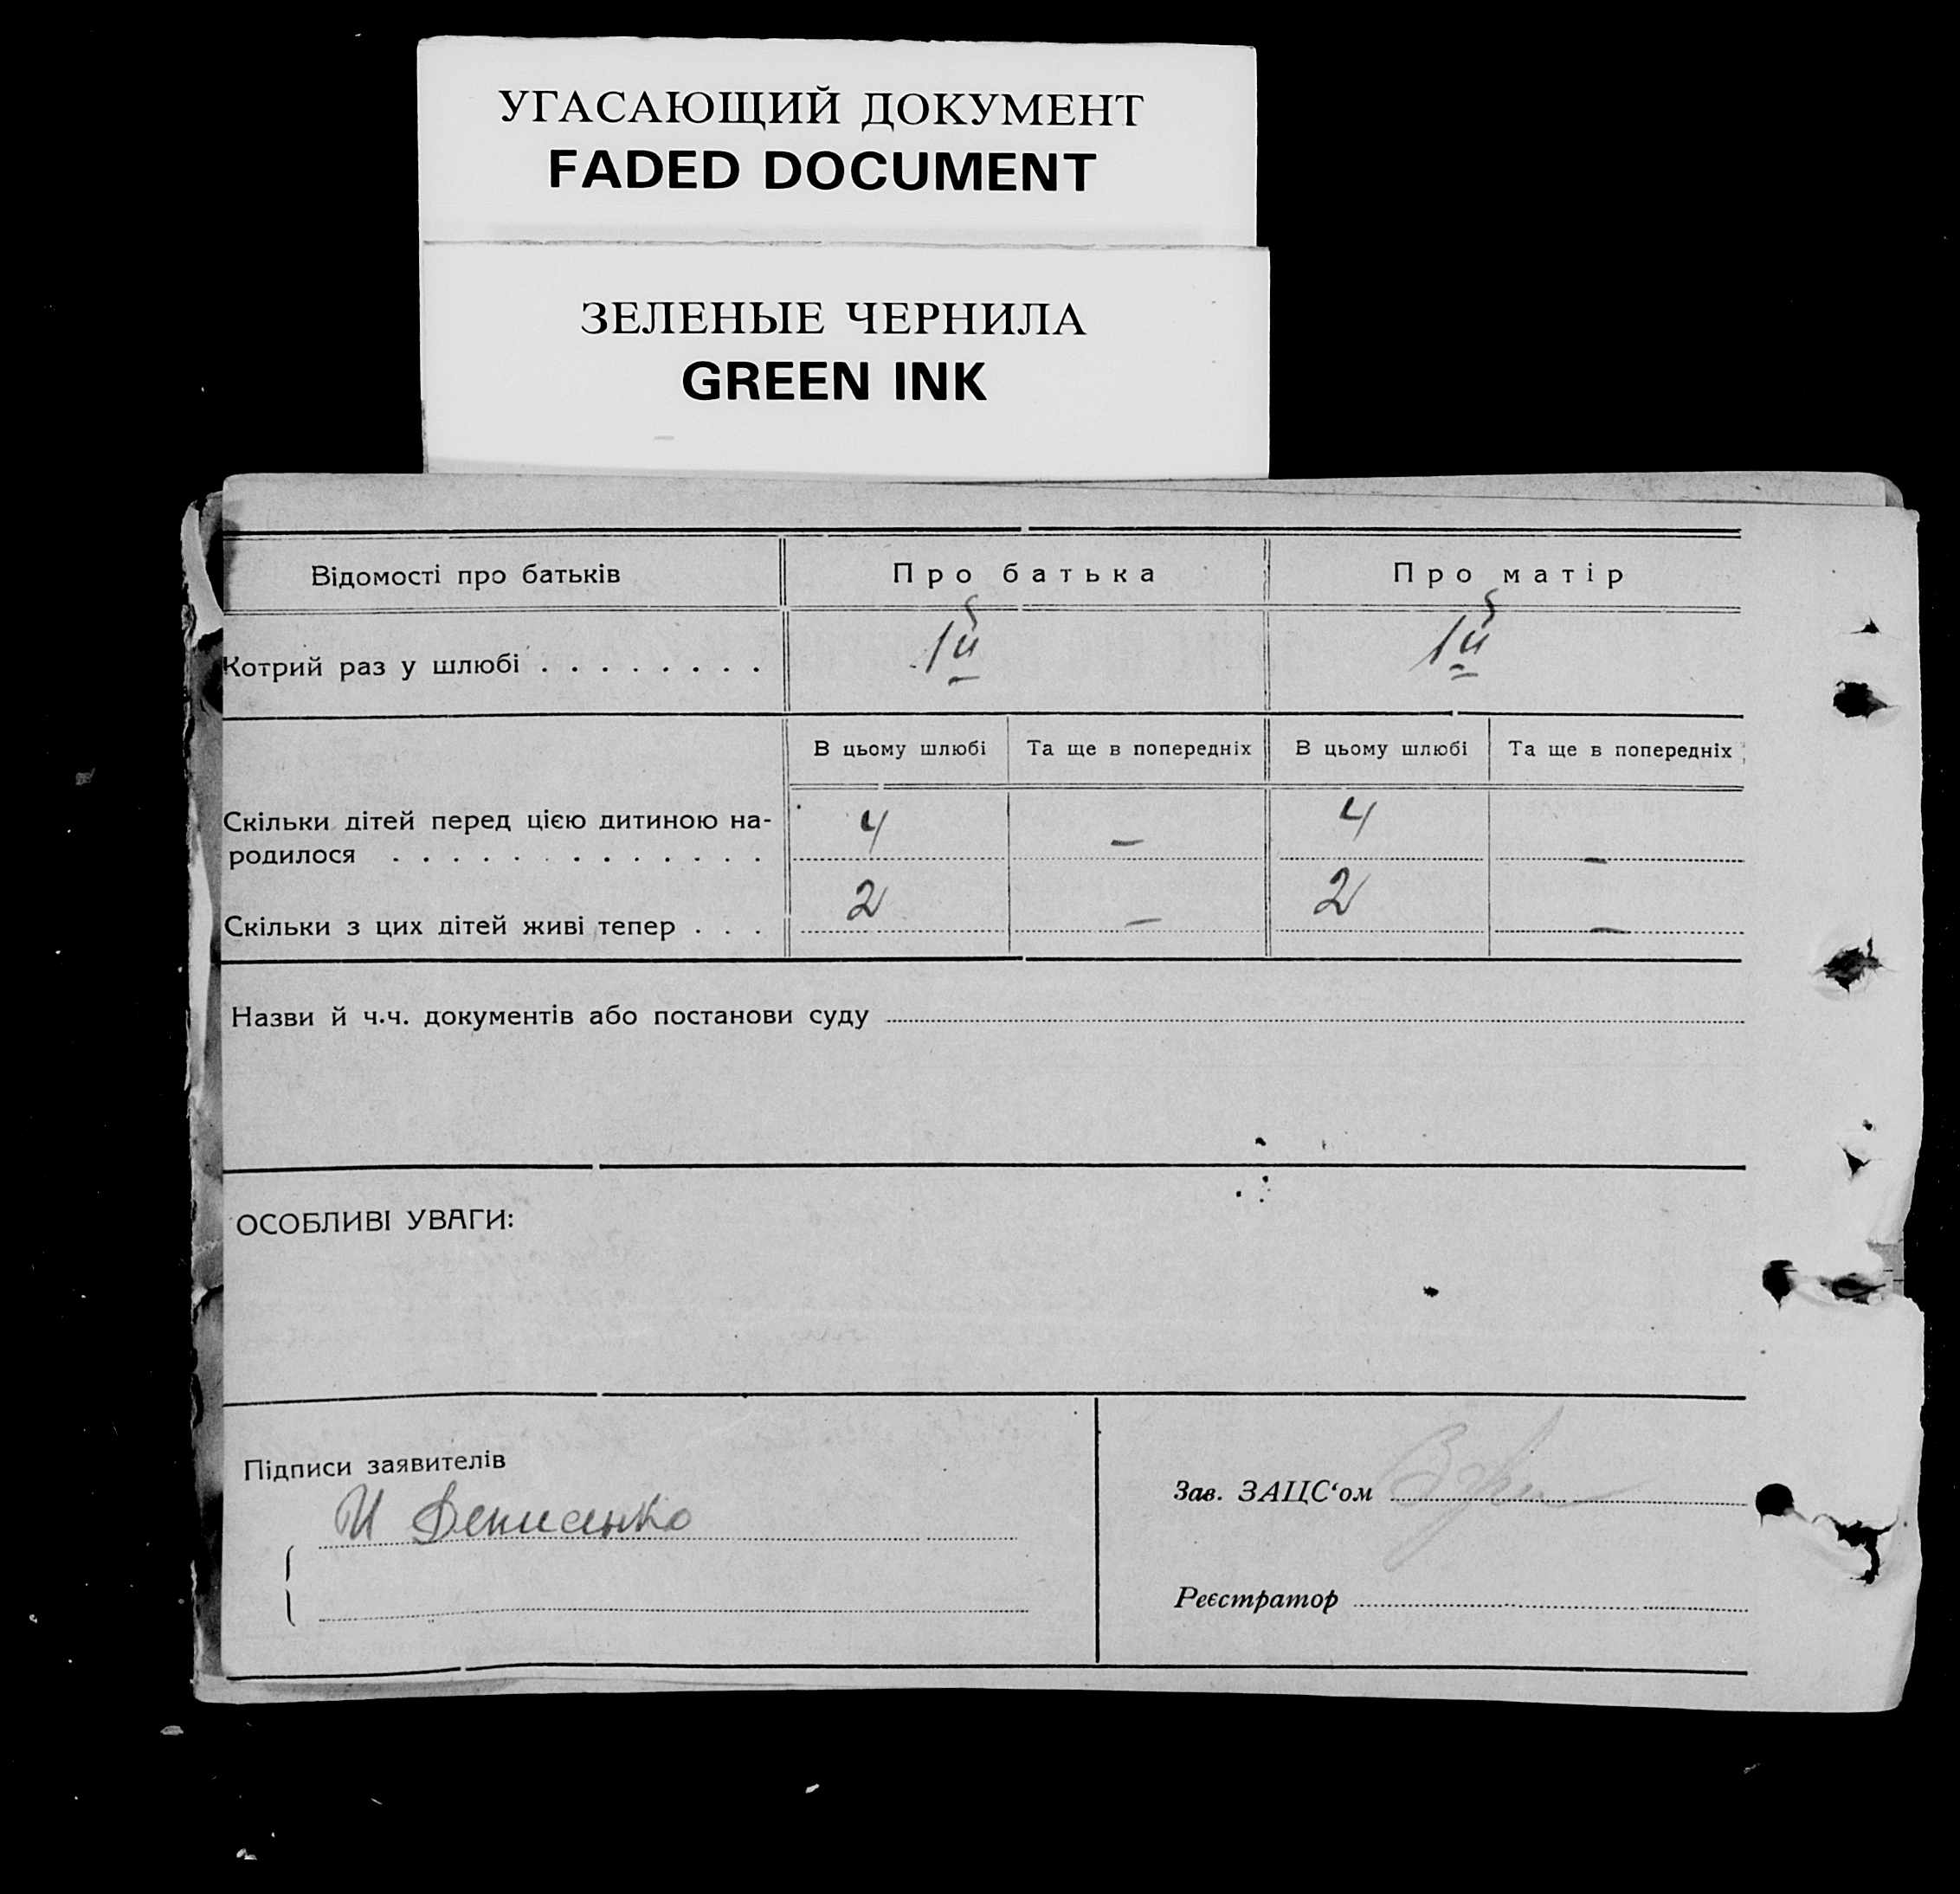 УГАСАЮЩИЙ ДОКУМЕНТ
FADED DOCUMENT
ЗЕЛЕНЫЕ ЧЕРНИЛА
GREEN INK
Відомості про батьків Про батька Про матір
Котрий раз у шлюбі . . . . . . . . 1й 1й
В цьому шлюбі Та ще в попередніх В цьому шлюбі Та ще в попередніх
Скільки дітей перед цією дитиною на-
родилося . . . . . . . . . . . . . 4 — 4 —
Скільки з цих дітей живі тепер . . . 2 — 2 —
Назви й ч.ч. документів або постанови суду
ОСОБЛИВІ УВАГИ:
Підписи заявителів
И Денисенко
Зав. ЗАЦС‘ом
Реєстратор